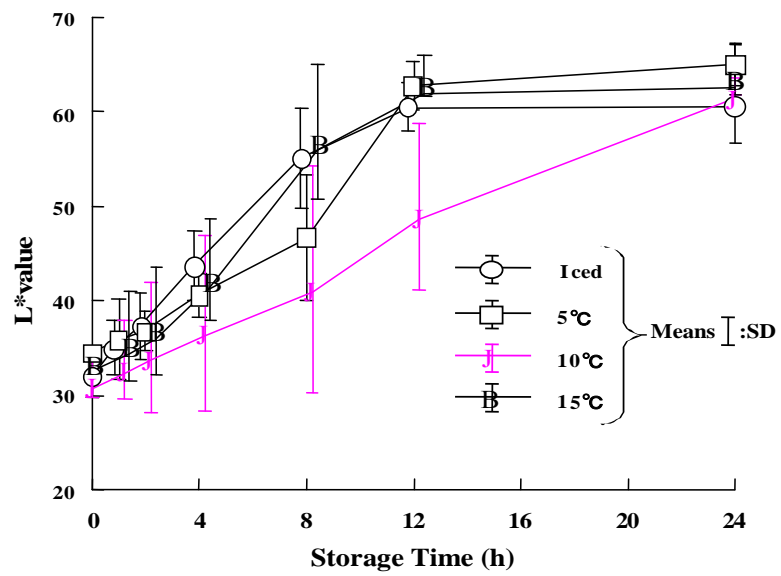 70
60
50
40
30
20
L*value
0 4 8 12 16 20 24
Storage Time (h)
Iced
5℃
J 10℃
B 15℃
Means :SD
B B B B B B B
J J J J J J J